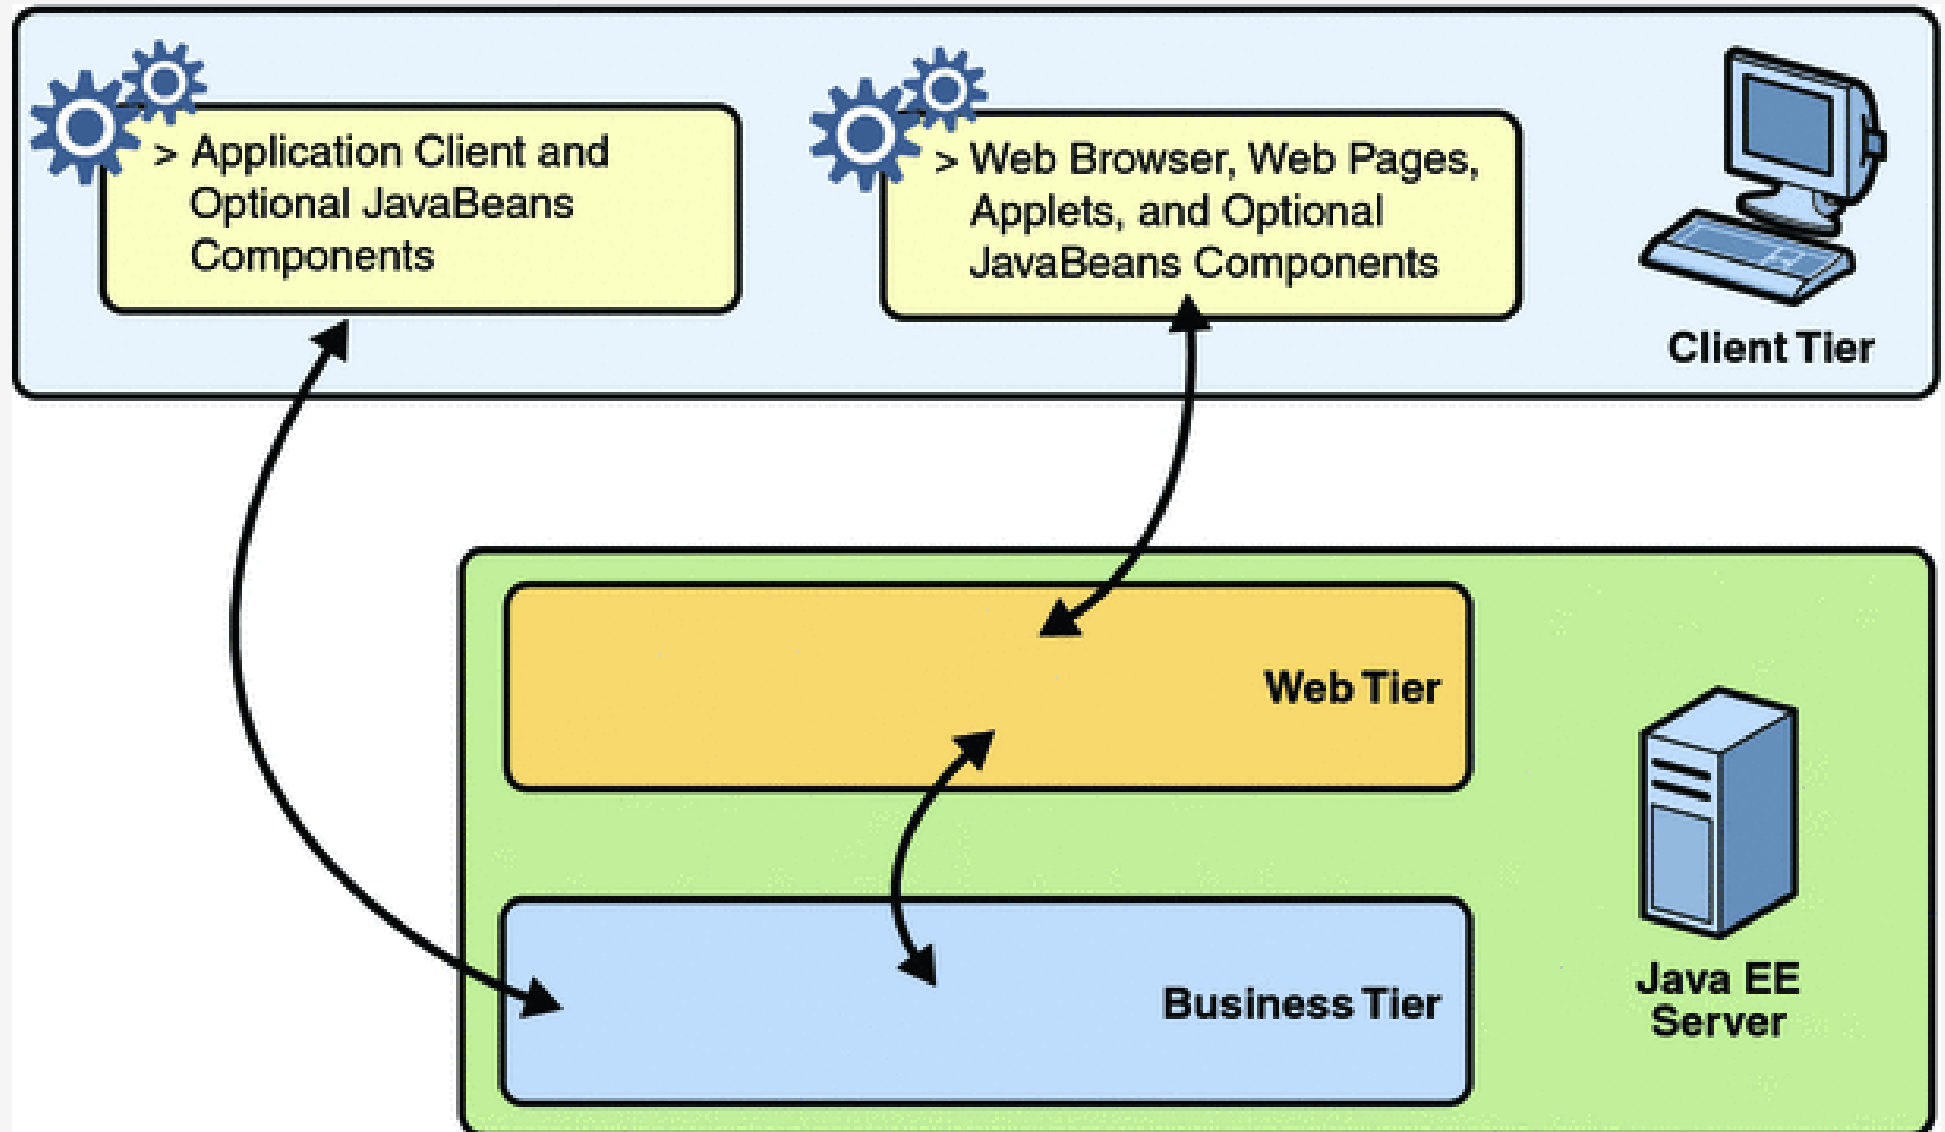 > Application Client and
Optional JavaBeans
Components
> Web Browser, Web Pages,
Applets, and Optional
JavaBeans Components
Client Tier
Web Tier
Business Tier
Java EE
Server